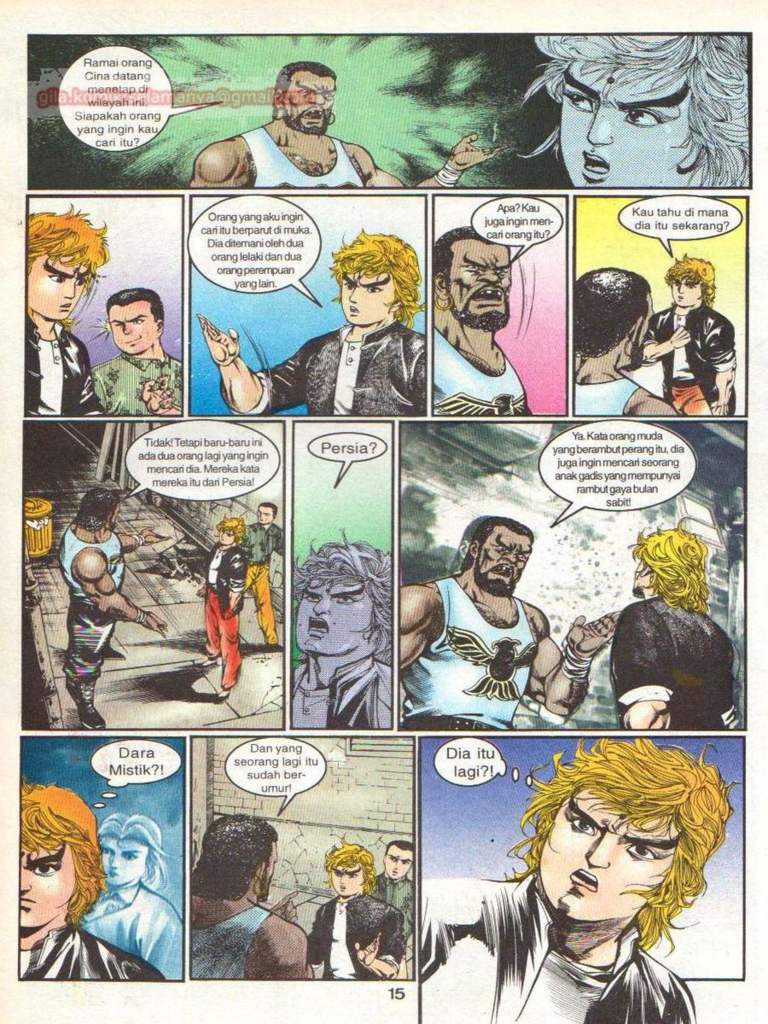 Ramai orang
Cina datang
menetap di
wilayah ini.
Siapakah orang
yang ingin kau
cari itu?
Orang yang aku ingin
cari itu berparut di muka.
Dia ditemani oleh dua
orang lelaki dan dua
orang perempuan
yang lain.
Apa? Kau
juga ingin men-
cari orang itu?
Kau tahu di mana
dia itu sekarang?
Tidak! Tetapi baru-baru ini
ada dua orang lagi yang ingin
mencari dia. Mereka kata
mereka itu dari Persia!
Persia?
Ya. Kata orang muda
yang berambut perang itu, dia
juga ingin mencari seorang
anak gadis yang mempunyai
rambut gaya bulan
sabit!
Dara
Mistik?!
Dan yang
seorang lagi itu
sudah ber-
umur!
Dia itu
lagi?!
15